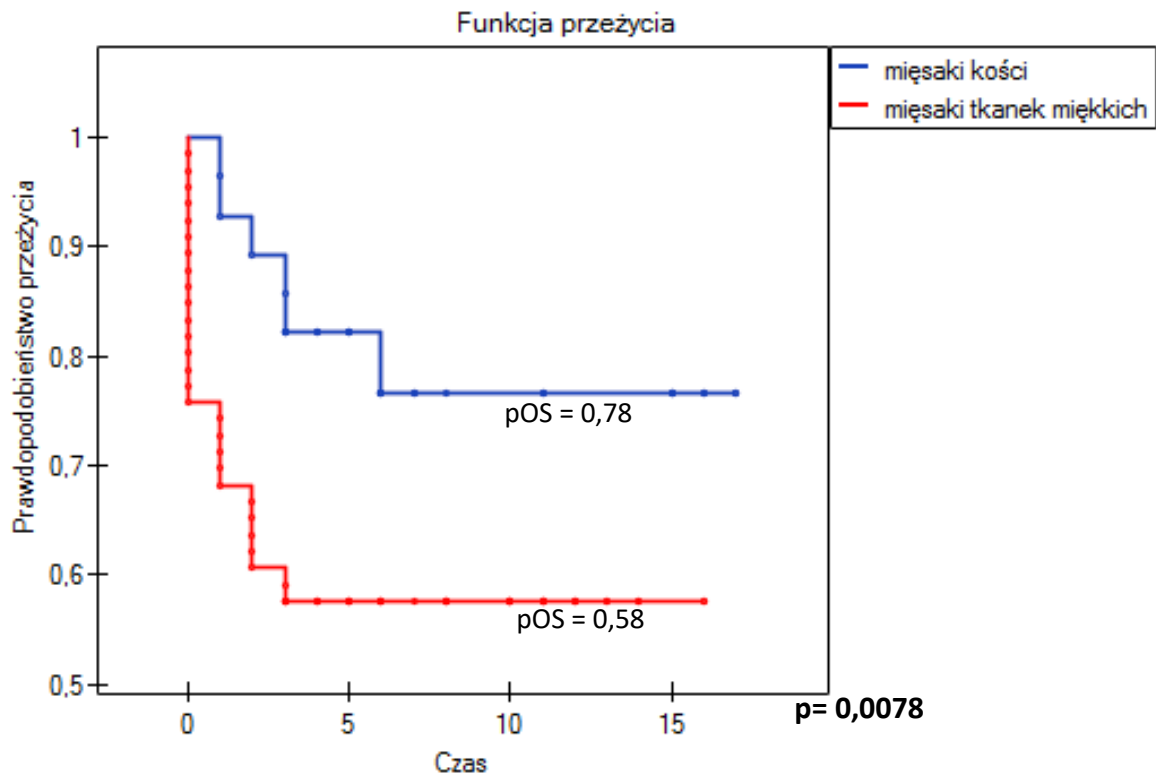 Funkcja przeżycia
mięsaki kości
mięsaki tkanek miękkich
Prawdopodobieństwo przeżycia
1
0,9
0,8
0,7
0,6
0,5
pOS = 0,78
pOS = 0,58
0
5
10
15
p= 0,0078
Czas